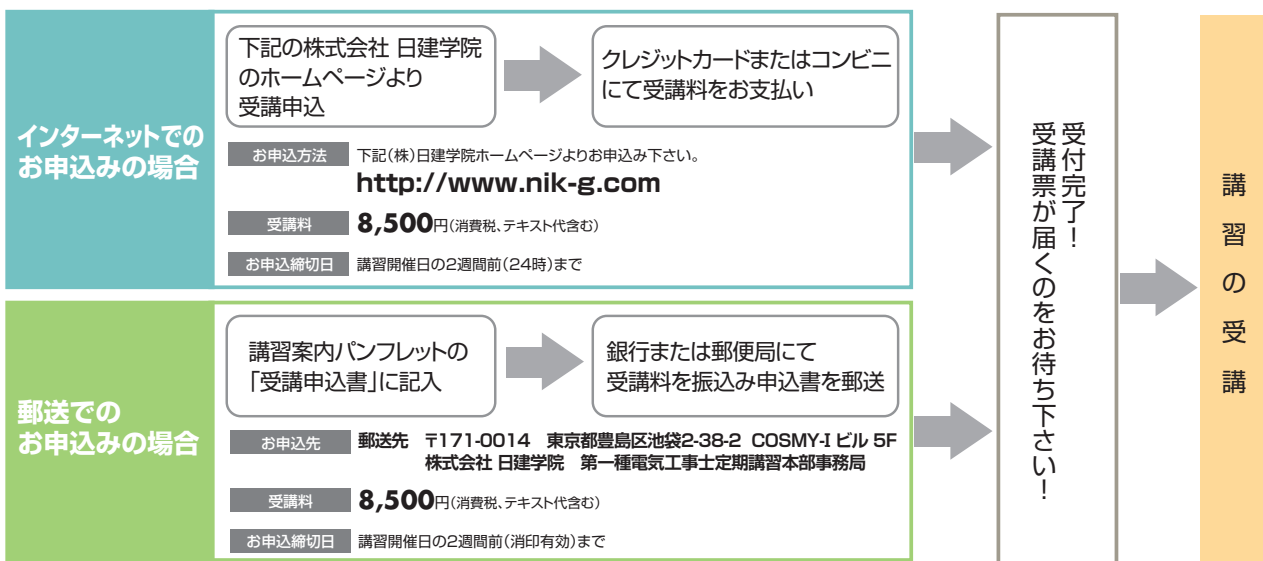 インターネットでの
お申込みの場合
下記の株式会社 日建学院
のホームページより
受講申込
クレジットカードまたはコンビニ
にて受講料をお支払い
お申込方法 下記(株)日建学院ホームページよりお申込み下さい。
http://www.nik-g.com
受講料 8,500円(消費税、テキスト代含む)
お申込締切日 講習開催日の2週間前(24時)まで
郵送での
お申込みの場合
講習案内パンフレットの
「受講申込書」に記入
銀行または郵便局にて
受講料を振込み申込書を郵送
お申込先 郵送先 〒171-0014 東京都豊島区池袋2-38-2 COSMY-I ビル 5F
株式会社 日建学院 第一種電気工事士定期講習本部事務局
受講料 8,500円(消費税、テキスト代含む)
お申込締切日 講習開催日の2週間前(消印有効)まで
受付完了!
受講票が届くのをお待ち下さい!
講習の受講